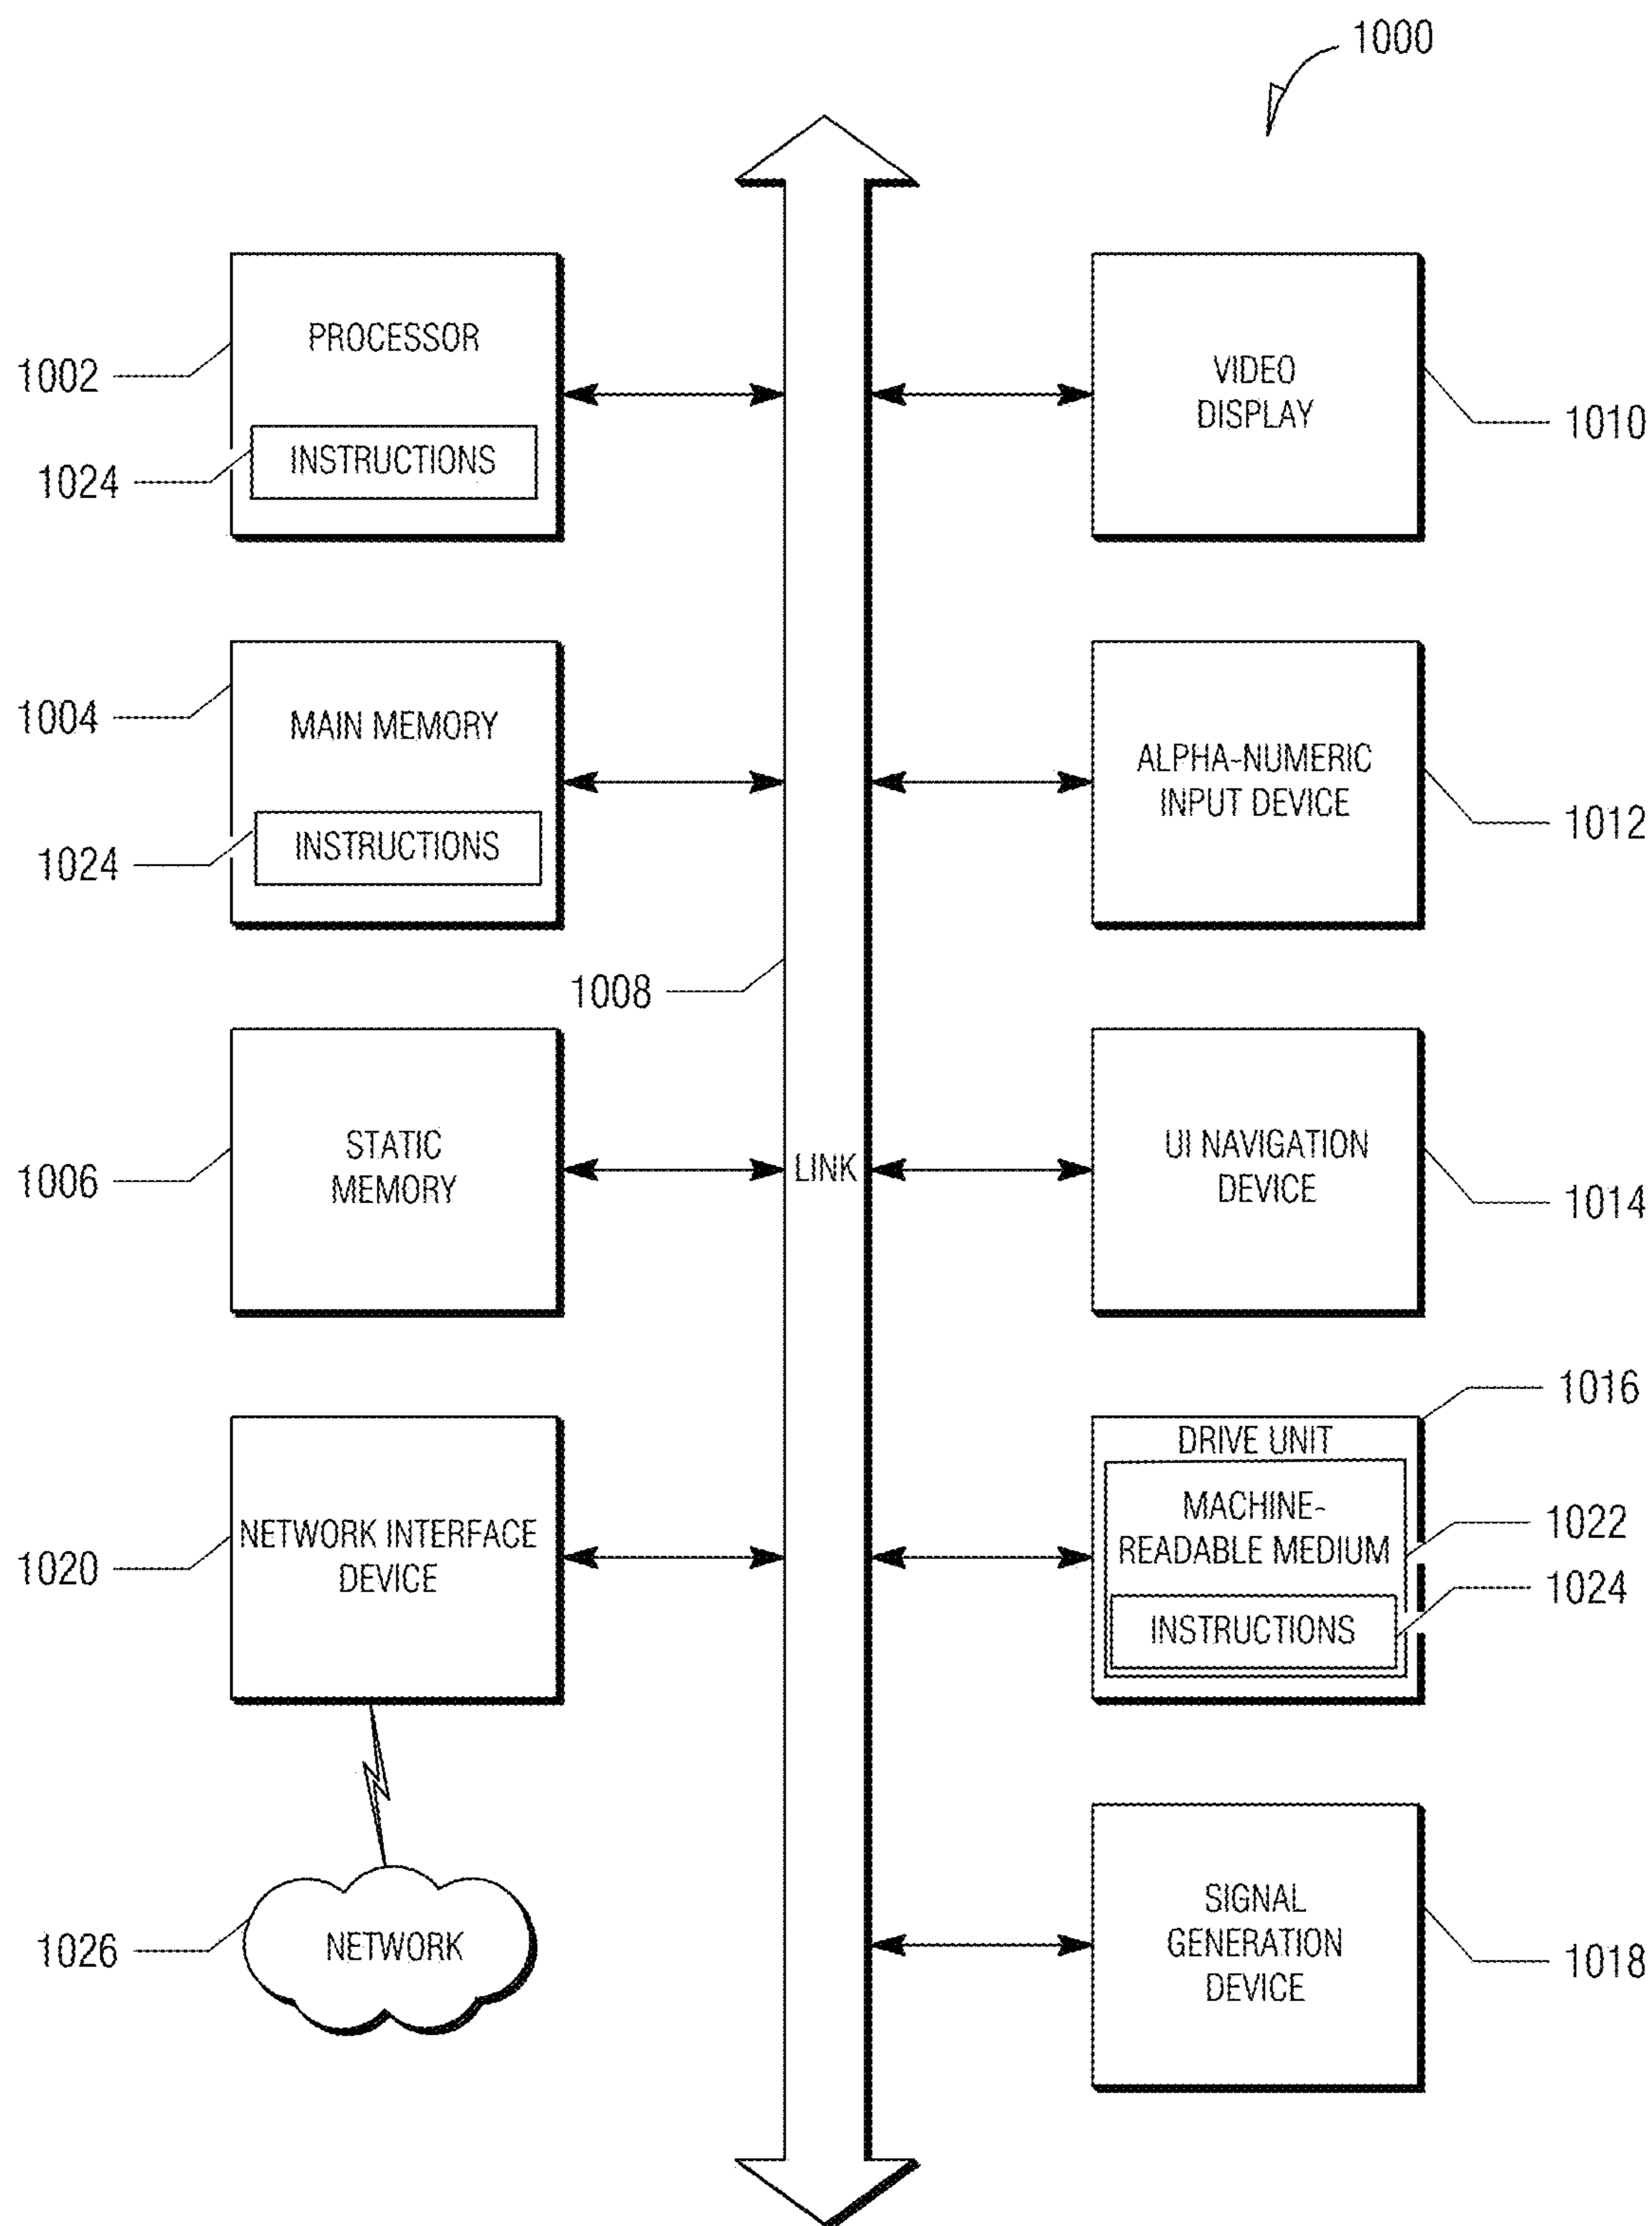 1000
PROCESSOR
1002
INSTRUCTIONS
1024
VIDEO
DISPLAY
1010
1004
MAIN MEMORY
INSTRUCTIONS
1024
ALPHA-NUMERIC
INPUT DEVICE
1012
1008
STATIC
MEMORY
1006
LINK
UI NAVIGATION
DEVICE
1014
NETWORK INTERFACE
DEVICE
1020
1016
DRIVE UNIT
MACHINE-
READABLE MEDIUM
1022
1024
INSTRUCTIONS
NETWORK
1026
SIGNAL
GENERATION
DEVICE
1018